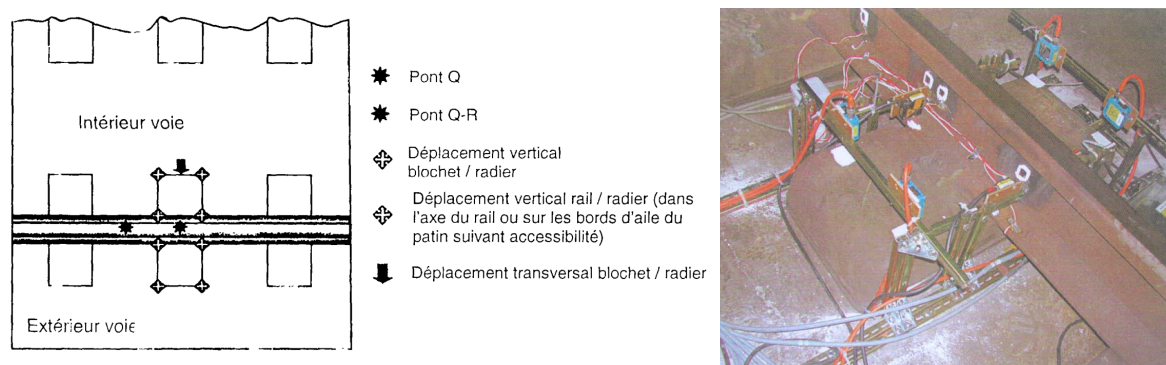 Intérieur voie
Extérieur voie
Pont Q
Pont Q-R
Déplacement vertical
blochet / radier
Déplacement vertical rail / radier (dans
l'axe du rail ou sur les bords d'aile du
patin suivant accessibilité)
Déplacement transversal blochet / radier